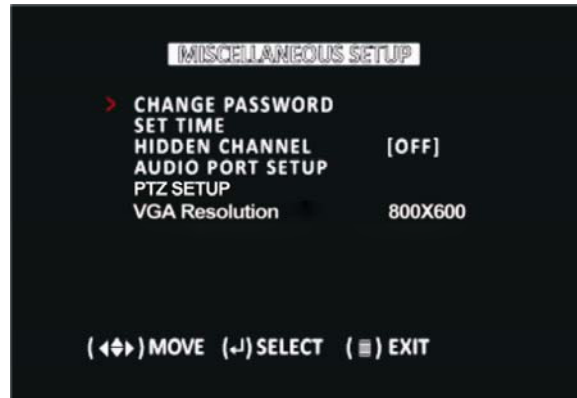 MISCELLANEOUS SETUP
> CHANGE PASSWORD
SET TIME
HIDDEN CHANNEL [OFF]
AUDIO PORT SETUP
PTZ SETUP
VGA Resolution 800X600
(◀♦▶) MOVE (↵) SELECT (≣) EXIT